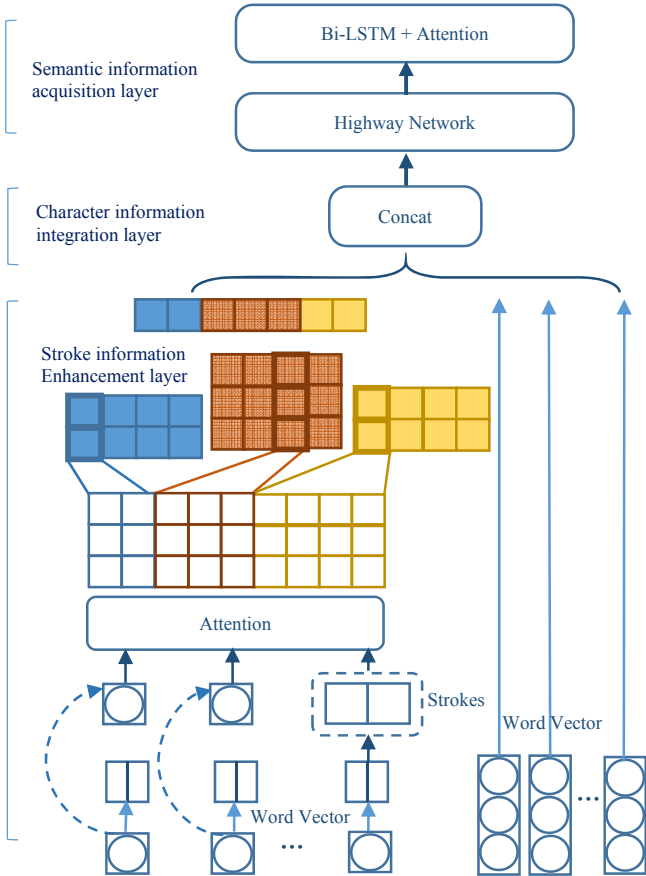 Bi-LSTM + Attention
Semantic information
acquisition layer
Highway Network
Character information
integration layer
Concat
Stroke information
Enhancement layer
Attention
Strokes
Word Vector
Word Vector
...
...